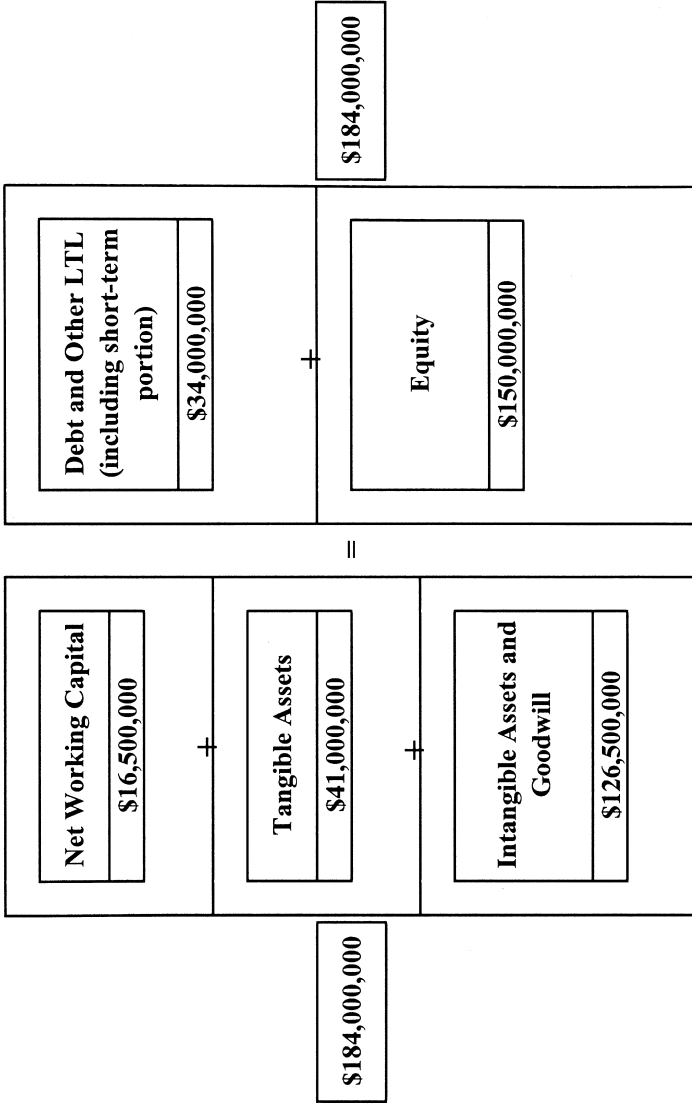 $184,000,000
Net Working Capital
$16,500,000
+
Tangible Assets
$41,000,000
+
Intangible Assets and
Goodwill
$126,500,000
=
Debt and Other LTL
(including short-term
portion)
$34,000,000
+
Equity
$150,000,000
$184,000,000